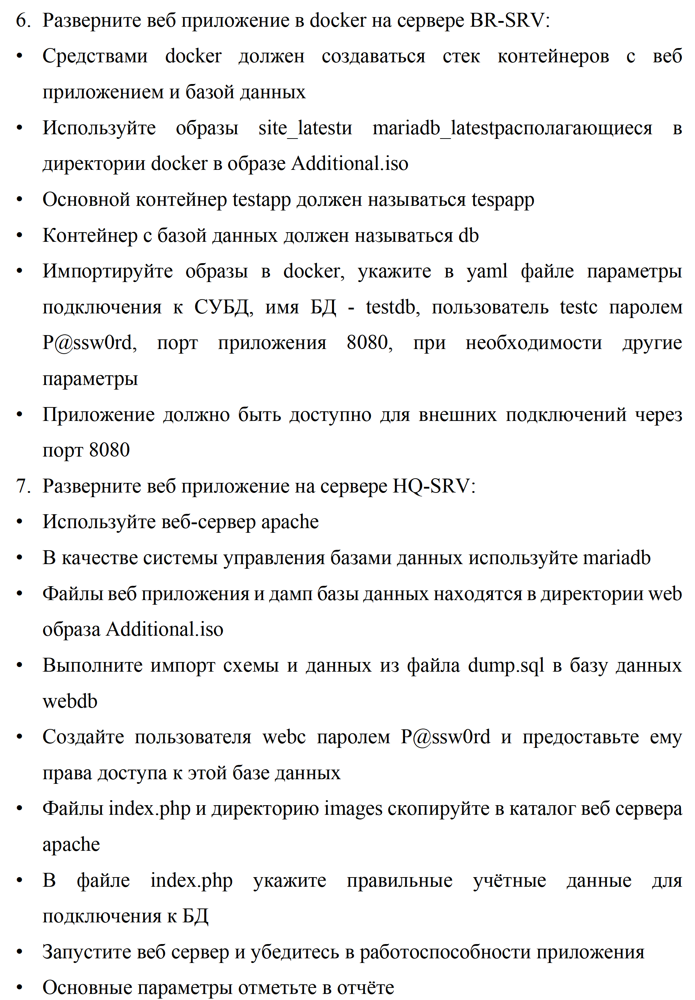 6. Разверните веб приложение в docker на сервере BR-SRV:
• Средствами docker должен создаваться стек контейнеров с веб
приложением и базой данных
• Используйте образы site_latestи mariadb_latestрасполагающиеся в
директории docker в образе Additional.iso
• Основной контейнер testapp должен называться tespapp
• Контейнер с базой данных должен называться db
• Импортируйте образы в docker, укажите в yaml файле параметры
подключения к СУБД, имя БД - testdb, пользователь testс паролем
P@ssw0rd, порт приложения 8080, при необходимости другие
параметры
• Приложение должно быть доступно для внешних подключений через
порт 8080
7. Разверните веб приложение на сервере HQ-SRV:
• Используйте веб-сервер apache
• В качестве системы управления базами данных используйте mariadb
• Файлы веб приложения и дамп базы данных находятся в директории web
образа Additional.iso
• Выполните импорт схемы и данных из файла dump.sql в базу данных
webdb
• Создайте пользователя webс паролем P@ssw0rd и предоставьте ему
права доступа к этой базе данных
• Файлы index.php и директорию images скопируйте в каталог веб сервера
apache
• В файле index.php укажите правильные учётные данные для
подключения к БД
• Запустите веб сервер и убедитесь в работоспособности приложения
• Основные параметры отметьте в отчёте